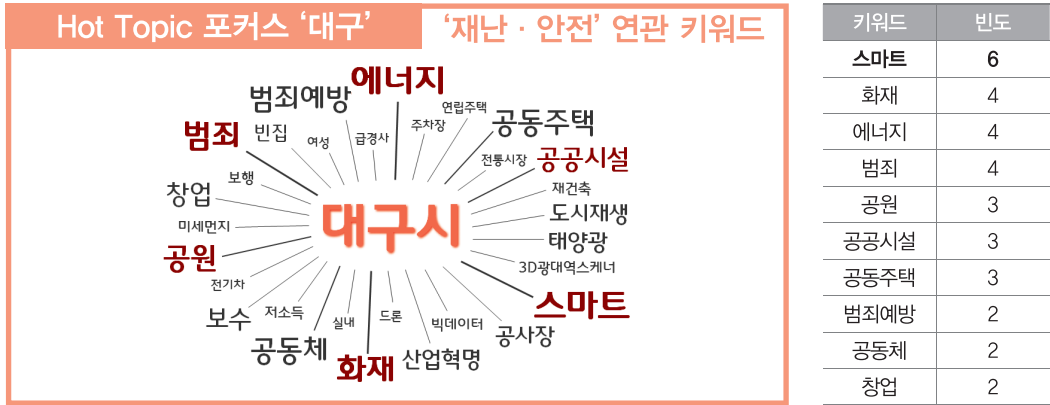 Hot Topic 포커스 ‘대구’
‘재난 · 안전’ 연관 키워드
에너지
범죄예방
연립주택
범죄
빈집
여성
급경사
주차장
공동주택
전통시장
공공시설
보행
창업
재건축
도시재생
미세먼지
대구시
태양광
공원
3D광대역스케너
전기차
스마트
보수
저소득
실내
드론
빅데이터
공사장
공동체
화재
산업혁명
키워드 빈도
스마트 6
화재 4
에너지 4
범죄 4
공원 3
공공시설 3
공동주택 3
범죄예방 2
공동체 2
창업 2